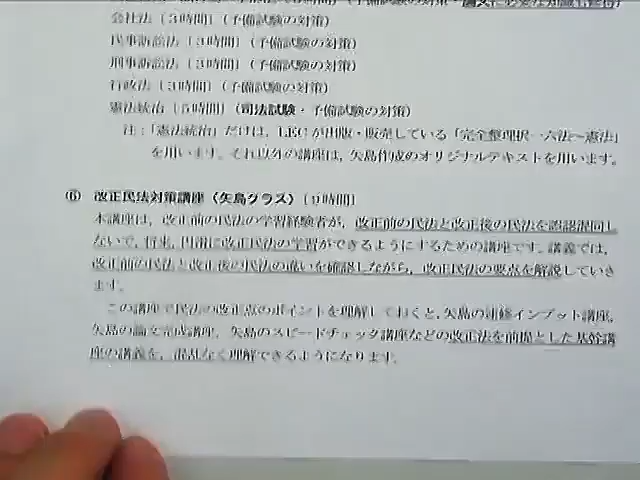 会社法〔3時間〕(予備試験の対策)
民事訴訟法〔3時間〕(予備試験の対策)
刑事訴訟法〔3時間〕(予備試験の対策)
行政法〔3時間〕(予備試験の対策)
憲法統治〔5時間〕(司法試験・予備試験の対策)
注:「憲法統治」だけは,LECが出版・販売している「完全整理択一六法~憲法」
を用います。それ以外の講座は,矢島作成のオリジナルテキストを用います。
⑥ 改正民法対策講座〈矢島クラス〉
本講座は,改正前の民法の学習経験者が,改正前の民法と改正後の民法を誤認混同し
ないで,将来,円滑に改正民法の学習ができるようにするための講座です。講義では,
改正前の民法と改正後の民法の違いを確認しながら,改正民法の要点を解説していき
ます。
この講座で民法の改正点のポイントを理解しておくと,矢島の速修インプット講座,
矢島の論文完成講座,矢島のスピードチェック講座などの改正法を前提とした基幹講
座の講義を,混乱なく理解できるようになります。